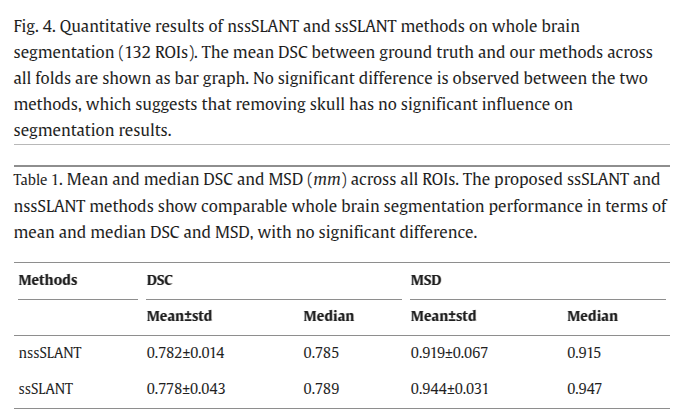 Fig. 4. Quantitative results of nssSLANT and ssSLANT methods on whole brain
segmentation (132 ROIs). The mean DSC between ground truth and our methods across
all folds are shown as bar graph. No significant difference is observed between the two
methods, which suggests that removing skull has no significant influence on
segmentation results.
Table 1. Mean and median DSC and MSD (mm) across all ROIs. The proposed ssSLANT and
nssSLANT methods show comparable whole brain segmentation performance in terms of
mean and median DSC and MSD, with no significant difference.
Methods DSC MSD
Mean±std Median Mean±std Median
nssSLANT 0.782±0.014 0.785 0.919±0.067 0.915
ssSLANT 0.778±0.043 0.789 0.944±0.031 0.947